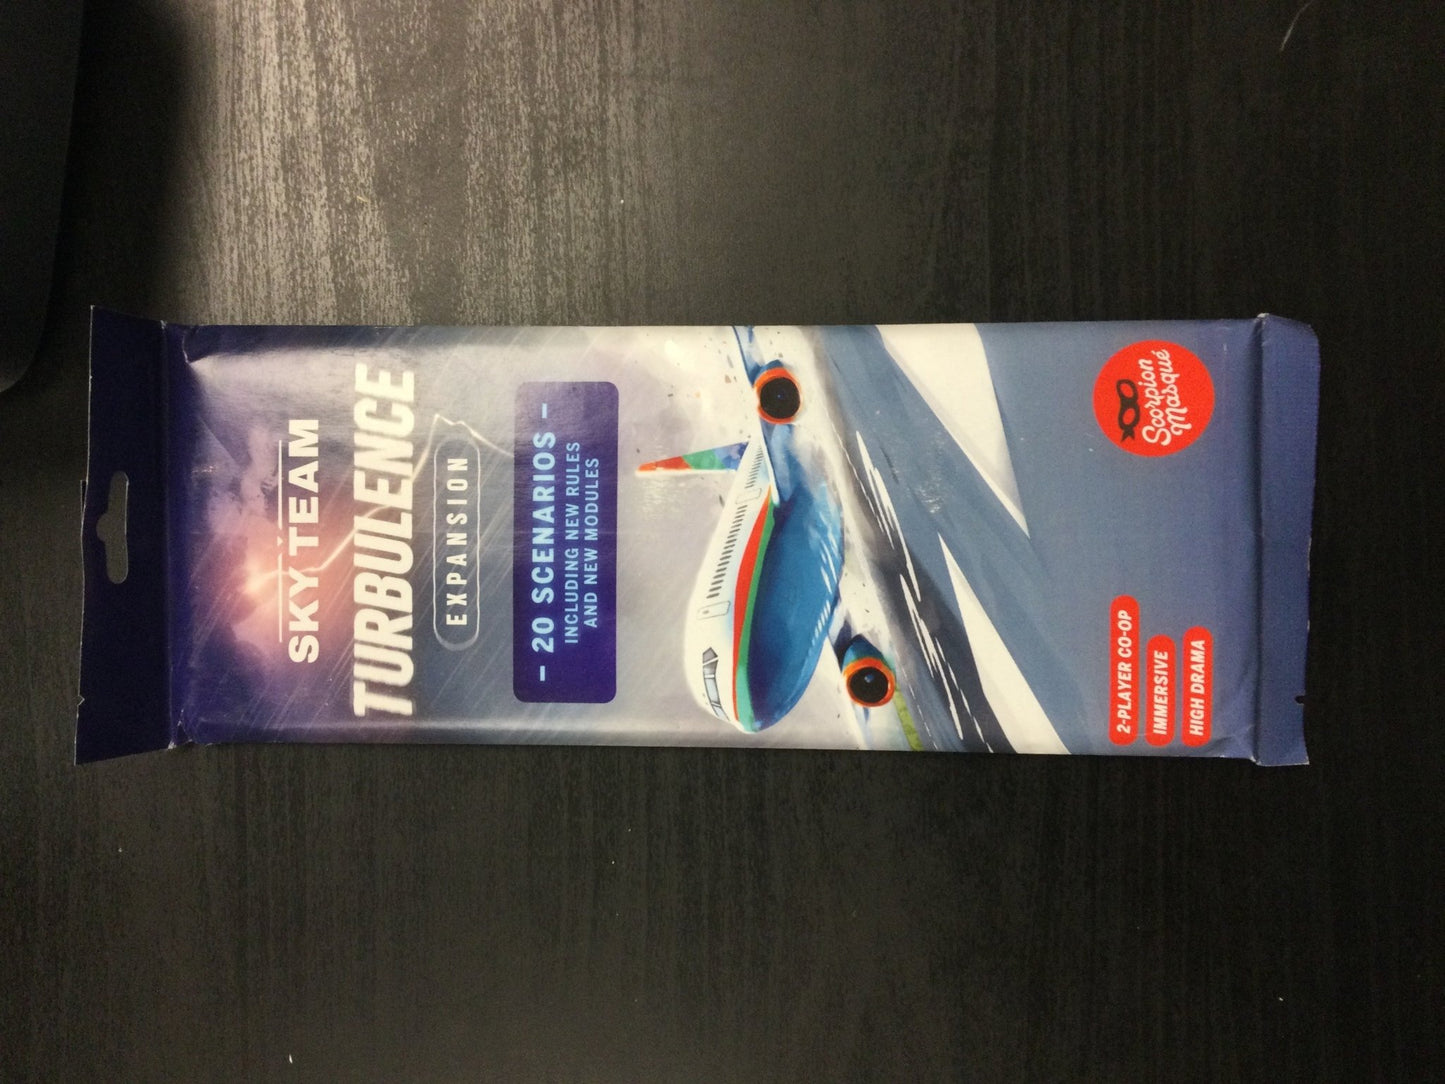 SKY TEAM
TURBULENCE
EXPANSION
– 20 SCENARIOS –
INCLUDING NEW RULES
AND NEW MODULES
2-PLAYER CO-OP
IMMERSIVE
HIGH DRAMA
Scorpion
Masqué